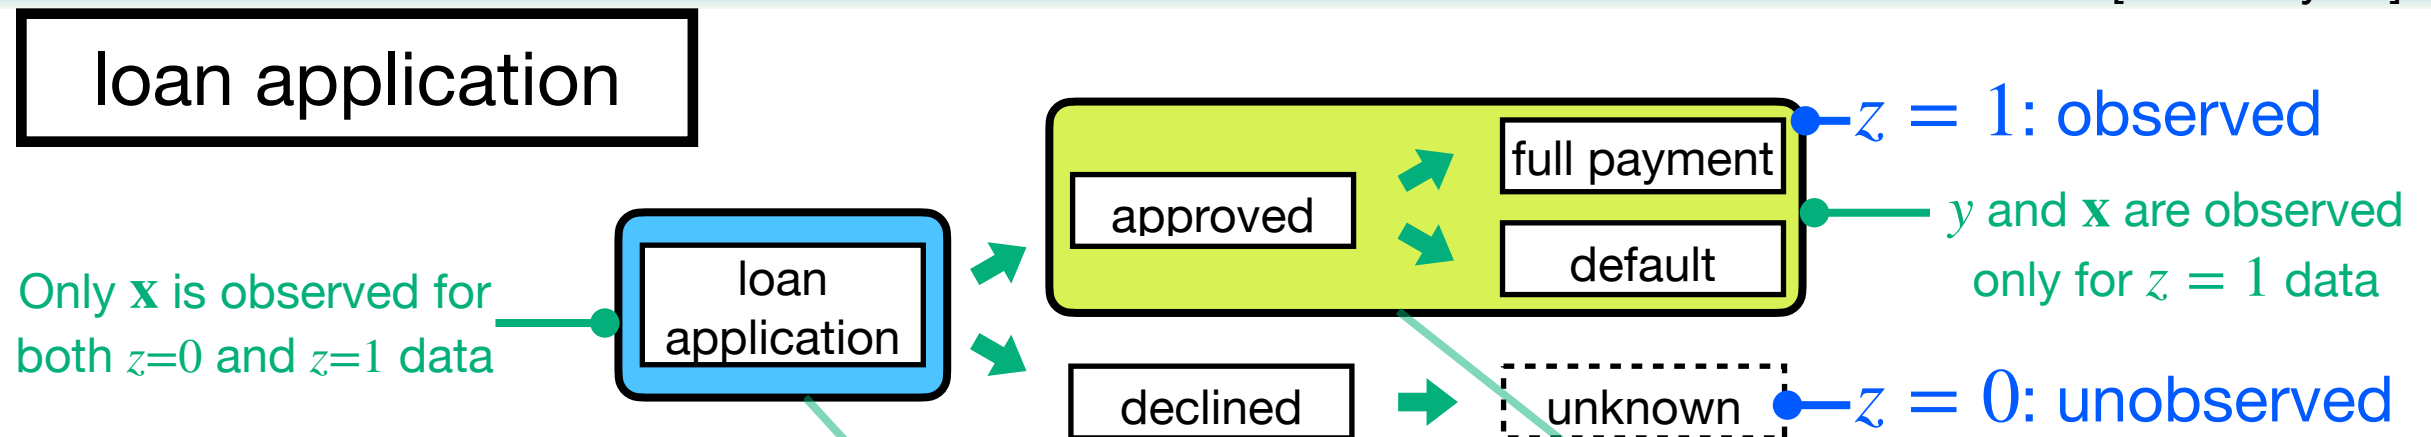 loan application
z = 1: observed
full payment
approved
y and x are observed
only for z = 1 data
default
loan
application
Only x is observed for
both z=0 and z=1 data
declined
unknown
z = 0: unobserved